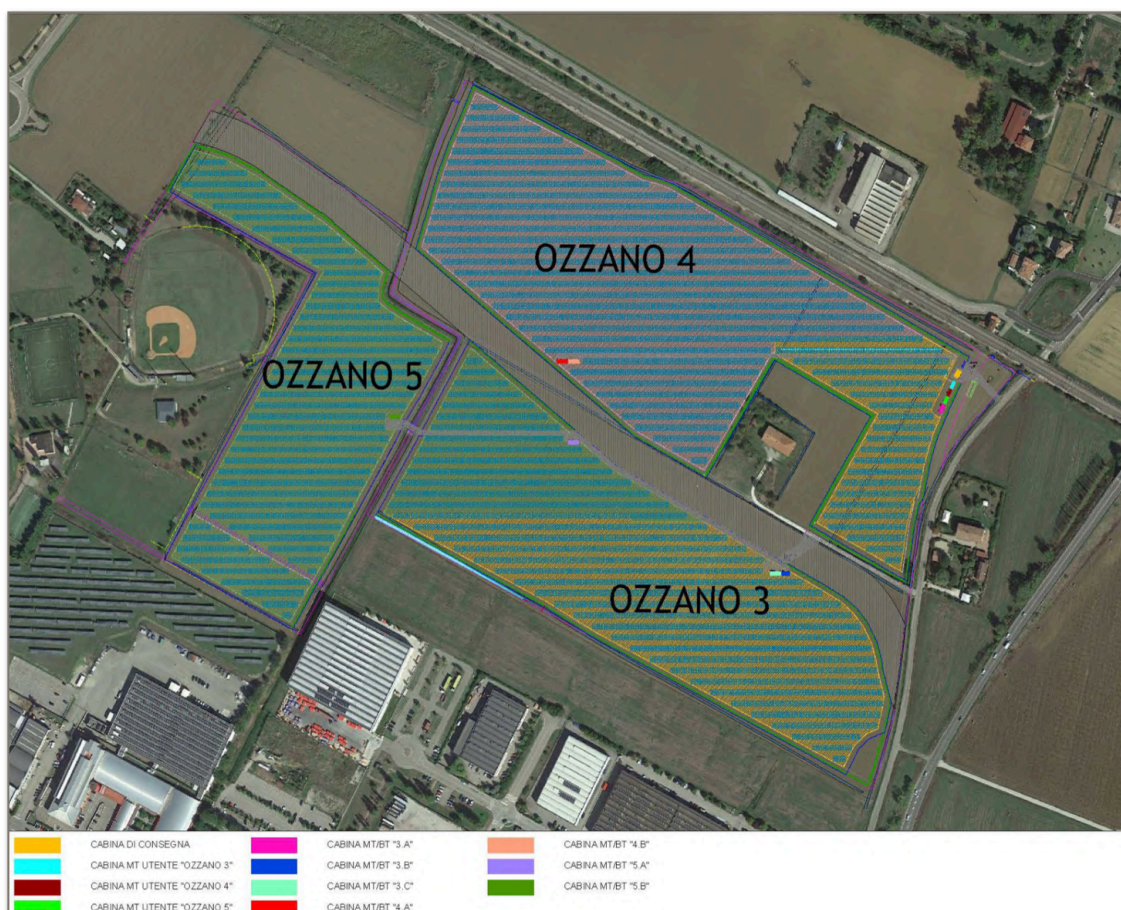 OZZANO 4
OZZANO 5
OZZANO 3
CABINA DI CONSEGNA
CABINA MT UTENTE "OZZANO 3"
CABINA MT UTENTE "OZZANO 4"
CABINA MT UTENTE "OZZANO 5"
CABINA MT/BT "3.A"
CABINA MT/BT "3.B"
CABINA MT/BT "3.C"
CABINA MT/BT "4.A"
CABINA MT/BT "4.B"
CABINA MT/BT "5.A"
CABINA MT/BT "5.B"